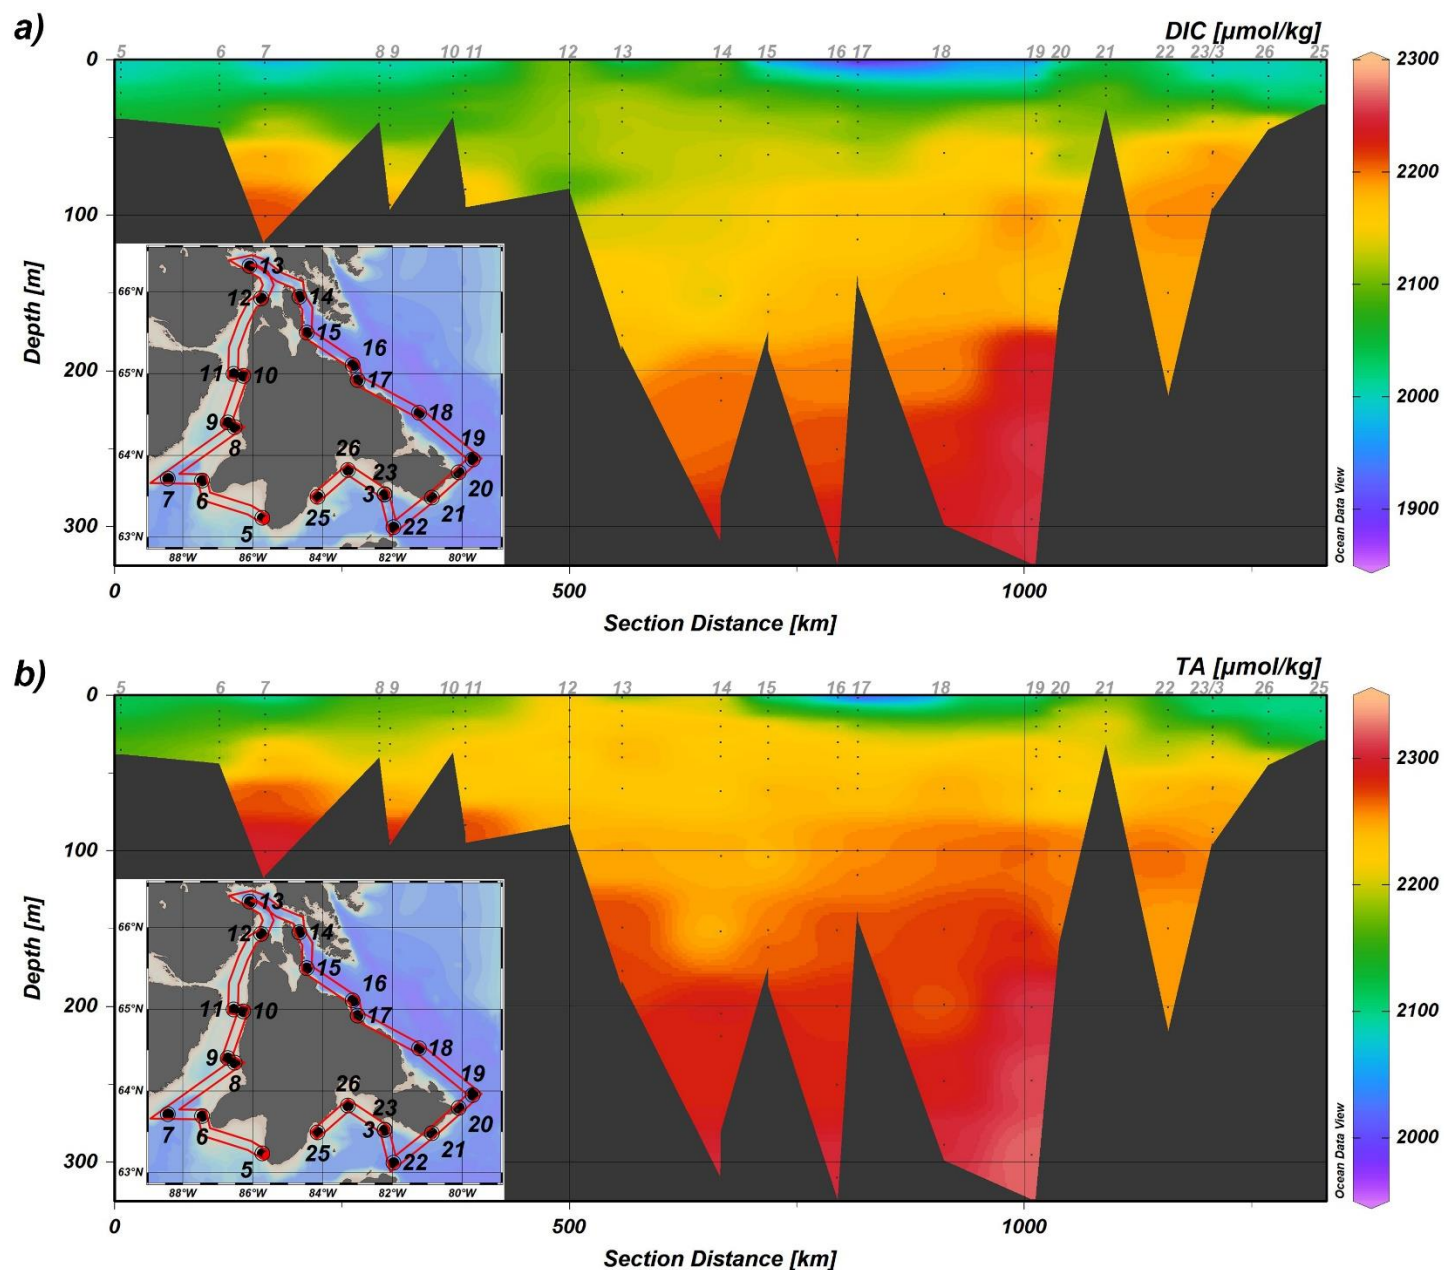 a)
DIC [µmol/kg]
5 6 7 8 9 10 11 12 13 14 15 16 17 18 19 20 21 22 23/3 26 25
0
100
200
300
Depth [m]
13
12
14
15
16
11
10
17
9
8
18
26
19
23
7
6
3
20
5
25
21
22
66°N
65°N
64°N
63°N
88°W 86°W 84°W 82°W 80°W
0 500 1000
Section Distance [km]
2300
2200
2100
2000
1900
Ocean Data View
b)
TA [µmol/kg]
5 6 7 8 9 10 11 12 13 14 15 16 17 18 19 20 21 22 23/3 26 25
0
100
200
300
Depth [m]
13
12
14
15
16
11
10
17
9
8
18
26
19
23
7
6
3
20
5
25
21
22
66°N
65°N
64°N
63°N
88°W 86°W 84°W 82°W 80°W
0 500 1000
Section Distance [km]
2300
2200
2100
2000
Ocean Data View